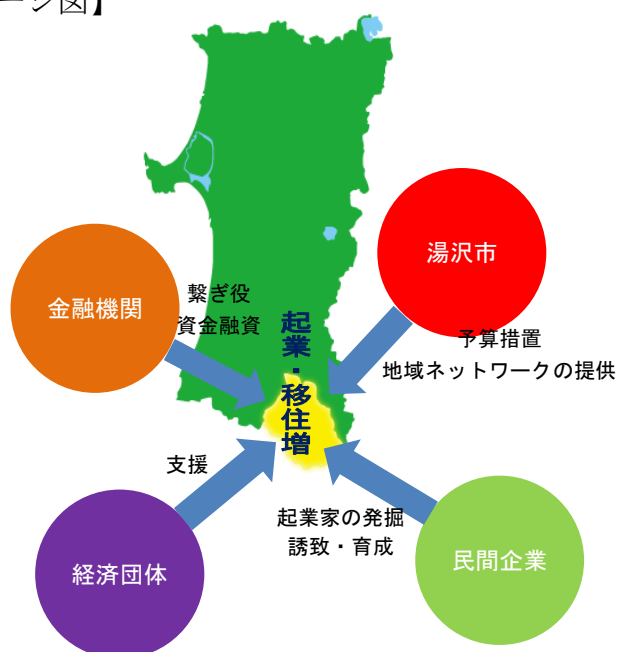 ージ図】
湯沢市
金融機関
繋ぎ役
資金融資
起業・移住増
予算措置
地域ネットワークの提供
支援
起業家の発掘
誘致・育成
経済団体
民間企業